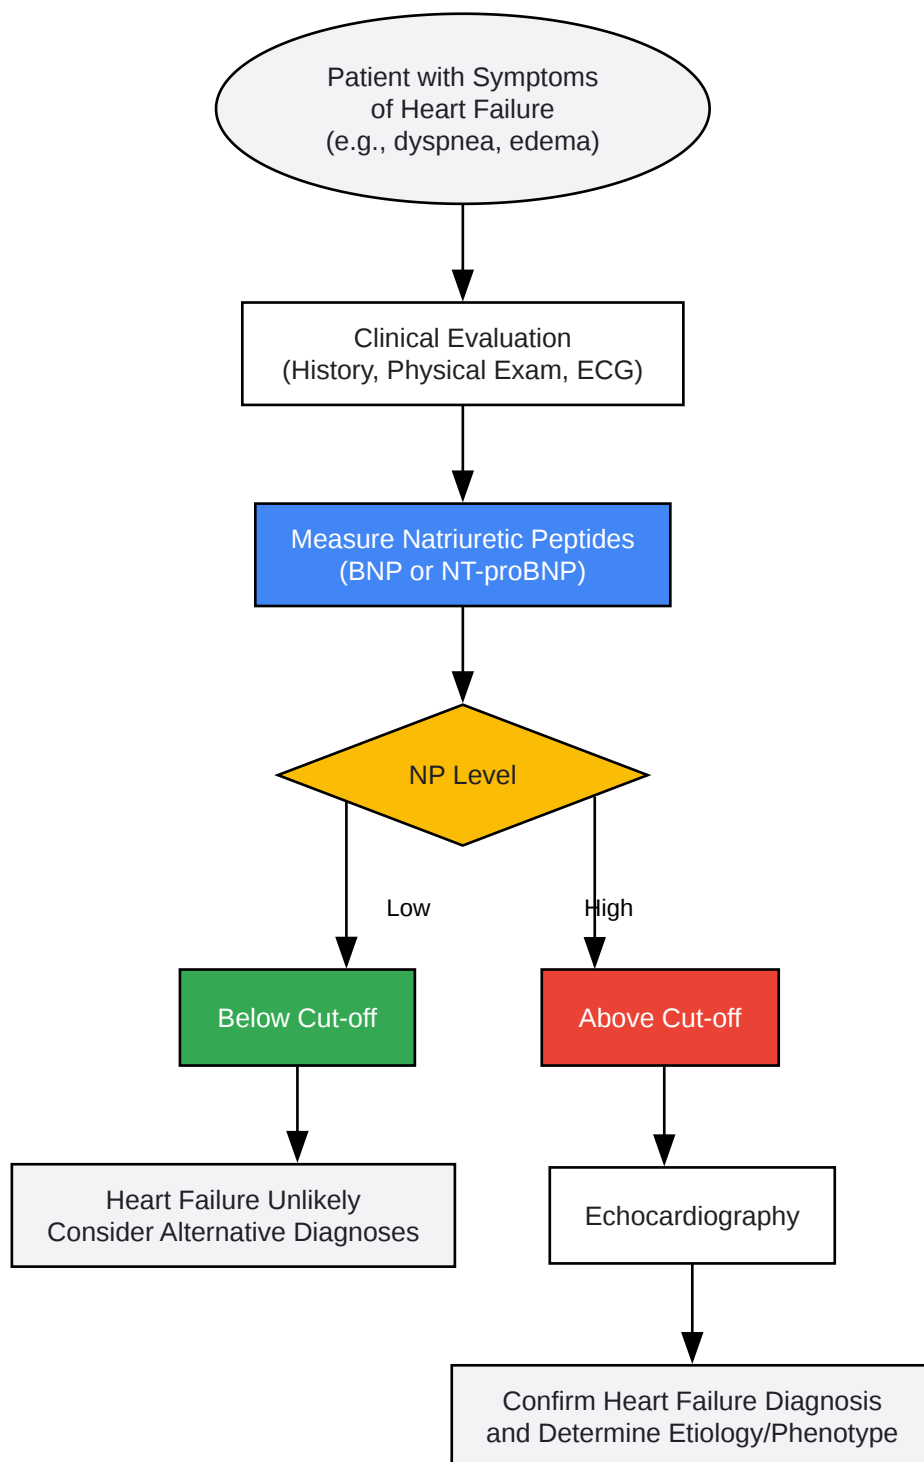 Patient with Symptoms
of Heart Failure
(e.g., dyspnea, edema)
Clinical Evaluation
(History, Physical Exam, ECG)
Measure Natriuretic Peptides
(BNP or NT-proBNP)
NP Level
Low
High
Below Cut-off
Above Cut-off
Heart Failure Unlikely
Consider Alternative Diagnoses
Echocardiography
Confirm Heart Failure Diagnosis
and Determine Etiology/Phenotype